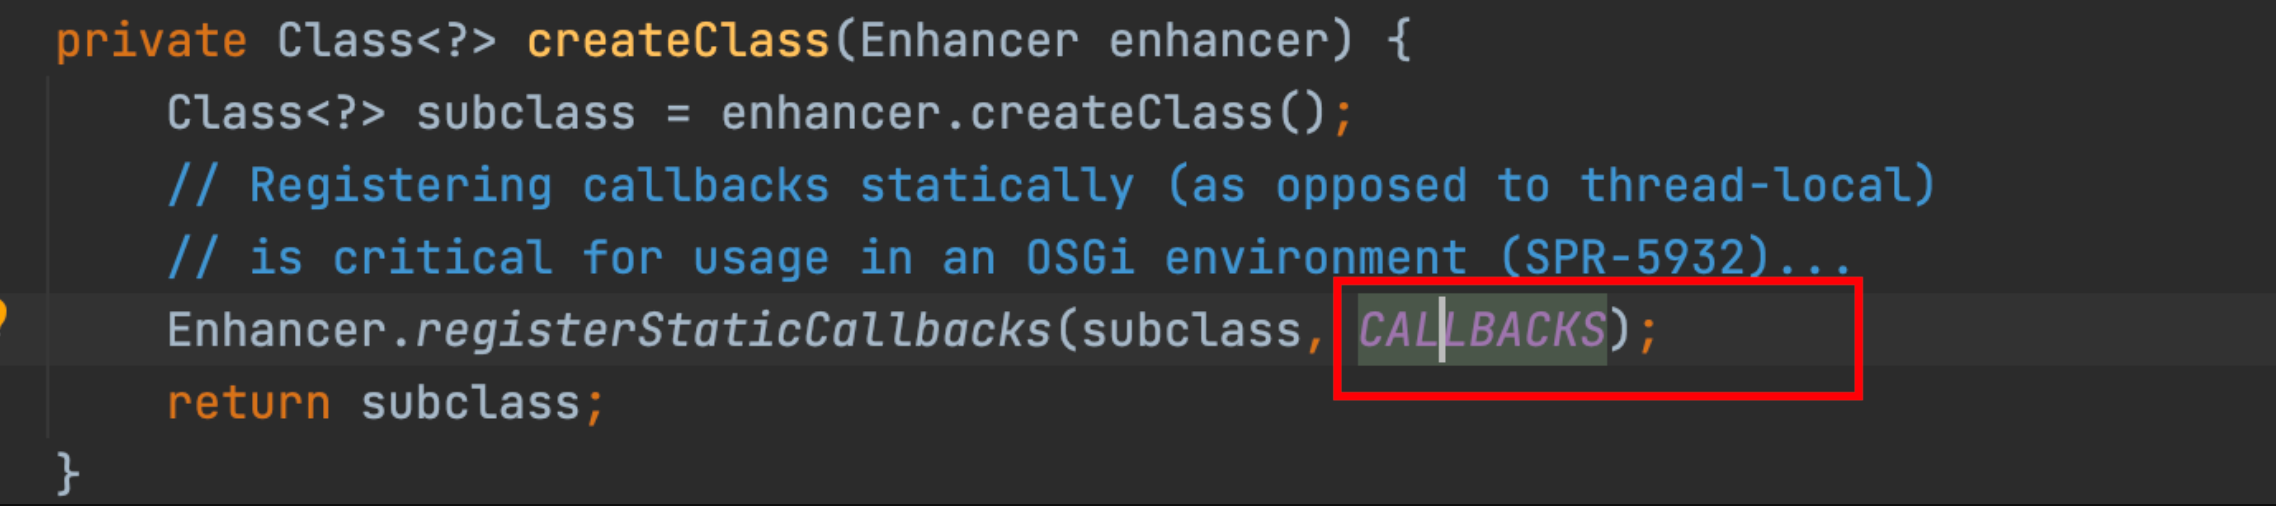 private Class<?> createClass(Enhancer enhancer) {
Class<?> subclass = enhancer.createClass();
// Registering callbacks statically (as opposed to thread-local)
// is critical for usage in an OSGi environment (SPR-5932)...
Enhancer.registerStaticCallbacks(subclass, CALLBACKS);
return subclass;
}